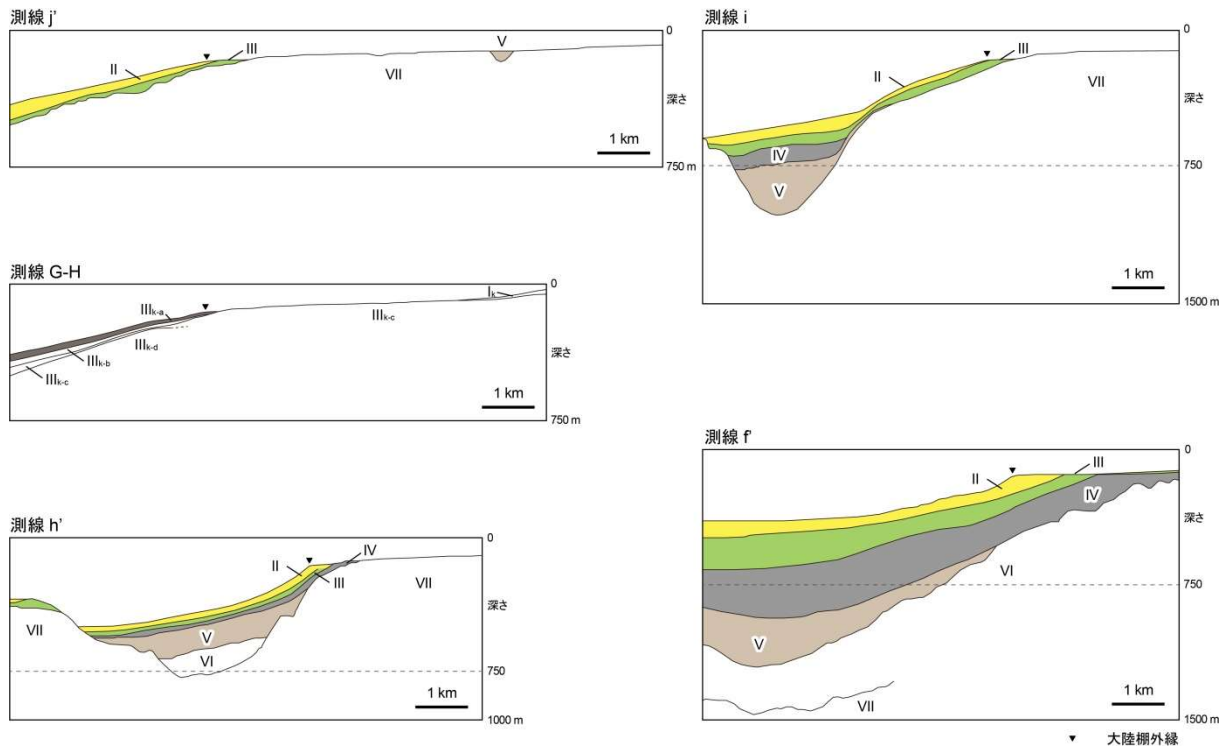 測線 j'
0
II
III
V
VII
深さ
1 km
750 m
測線 i
0
II
III
VII
深さ
IV
750
V
1 km
1500 m
測線 G-H
0
Iₖ
IIIₖ₋ₐ
IIIₖ-c
IIIₖ-d
深さ
IIIₖ-b
IIIₖ-c
1 km
750 m
測線 h'
0
IV
II
III
VII
深さ
VII
V
VI
750
1 km
1000 m
測線 f'
0
II
III
IV
深さ
VI
750
V
1 km
VII
1500 m
▼ 大陸棚外縁